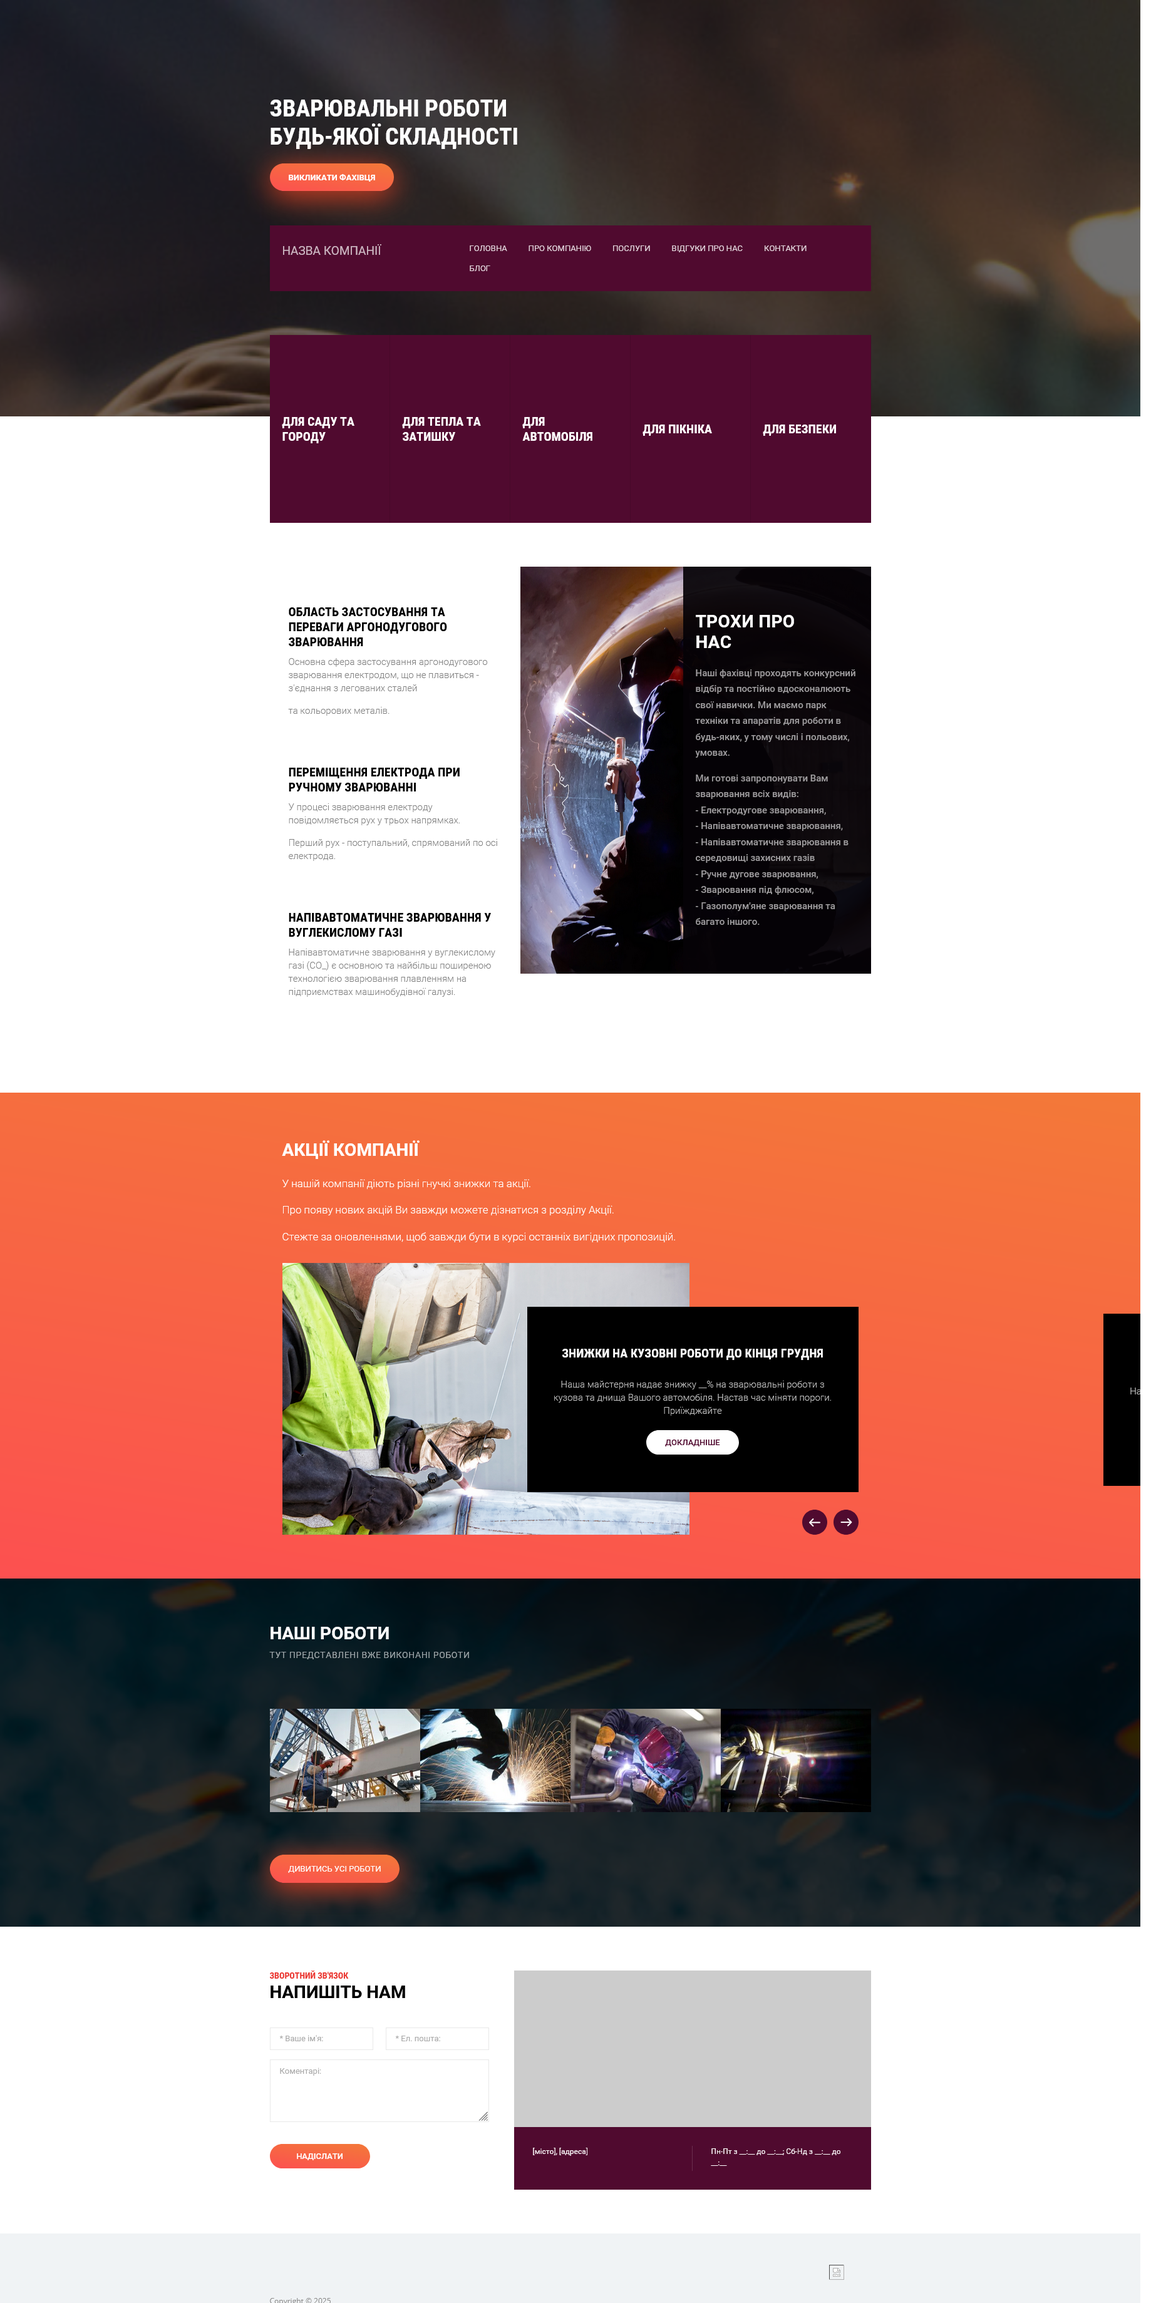 ЗВАРЮВАЛЬНІ РОБОТИ
БУДЬ-ЯКОЇ СКЛАДНОСТІ
ВИКЛИКАТИ ФАХІВЦЯ
НАЗВА КОМПАНІЇ
ГОЛОВНА ПРО КОМПАНІЮ ПОСЛУГИ ВІДГУКИ ПРО НАС КОНТАКТИ
БЛОГ
ДЛЯ САДУ ТА
ГОРОДУ
ДЛЯ ТЕПЛА ТА
ЗАТИШКУ
ДЛЯ
АВТОМОБІЛЯ
ДЛЯ ПІКНІКА
ДЛЯ БЕЗПЕКИ
ОБЛАСТЬ ЗАСТОСУВАННЯ ТА
ПЕРЕВАГИ АРГОНОДУГОВОГО
ЗВАРЮВАННЯ
Основна сфера застосування аргонодугового
зварювання електродом, що не плавиться -
з'єднання з легованих сталей
та кольорових металів.
ПЕРЕМІЩЕННЯ ЕЛЕКТРОДА ПРИ
РУЧНОМУ ЗВАРЮВАННІ
У процесі зварювання електроду
повідомляється рух у трьох напрямках.
Перший рух - поступальний, спрямований по осі
електрода.
НАПІВАВТОМАТИЧНЕ ЗВАРЮВАННЯ У
ВУГЛЕКИСЛОМУ ГАЗІ
Напівавтоматичне зварювання у вуглекислому
газі (CO_) є основною та найбільш поширеною
технологією зварювання плавленням на
підприємствах машинобудівної галузі.
ТРОХИ ПРО
НАС
Наші фахівці проходять конкурсний
відбір та постійно вдосконалюють
свої навички. Ми маємо парк
техніки та апаратів для роботи в
будь-яких, у тому числі і польових,
умовах.
Ми готові запропонувати Вам
зварювання всіх видів:
- Електродугове зварювання,
- Напівавтоматичне зварювання,
- Напівавтоматичне зварювання в
середовищі захисних газів
- Ручне дугове зварювання,
- Зварювання під флюсом,
- Газополум'яне зварювання та
багато іншого.
АКЦІЇ КОМПАНІЇ
У нашій компанії діють різні гнучкі знижки та акції.
Про появу нових акцій Ви завжди можете дізнатися з розділу Акції.
Стежте за оновленнями, щоб завжди бути в курсі останніх вигідних пропозицій.
ЗНИЖКИ НА КУЗОВНІ РОБОТИ ДО КІНЦЯ ГРУДНЯ
Наша майстерня надає знижку __% на зварювальні роботи з
кузова та днища Вашого автомобіля. Настав час міняти пороги.
Приїжджайте
ДОКЛАДНІШЕ
На
НАШІ РОБОТИ
ТУТ ПРЕДСТАВЛЕНІ ВЖЕ ВИКОНАНІ РОБОТИ
ДИВИТИСЬ УСІ РОБОТИ
ЗВОРОТНИЙ ЗВ'ЯЗОК
НАПИШІТЬ НАМ
* Ваше ім'я:
* Ел. пошта:
Коментарі:
НАДІСЛАТИ
[місто], [адреса]
Пн-Пт з __:__ до __:__; Сб-Нд з __:__ до
__:__
Copyright © 2025